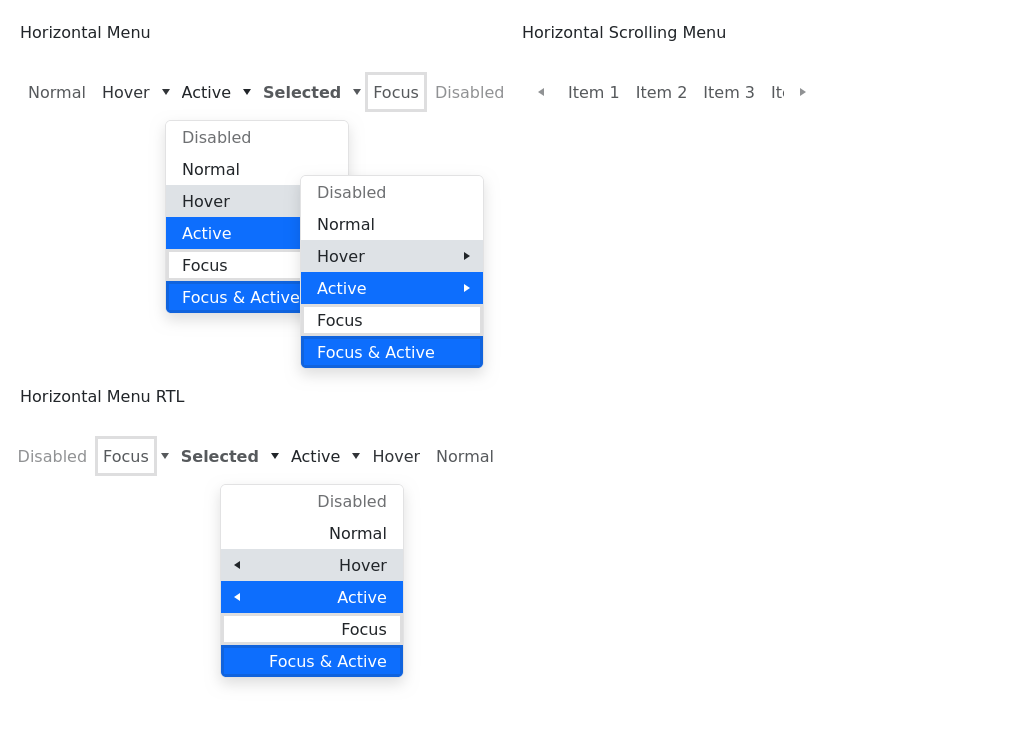 Horizontal Menu
Horizontal Scrolling Menu
Normal Hover Active Selected Focus Disabled
Item 1 Item 2 Item 3
Disabled
Normal
Hover
Active
Focus
Focus & Active
Disabled
Normal
Hover
Active
Focus
Focus & Active
Horizontal Menu RTL
Disabled Focus Selected Active Hover Normal
Disabled
Normal
Hover
Active
Focus
Focus & Active